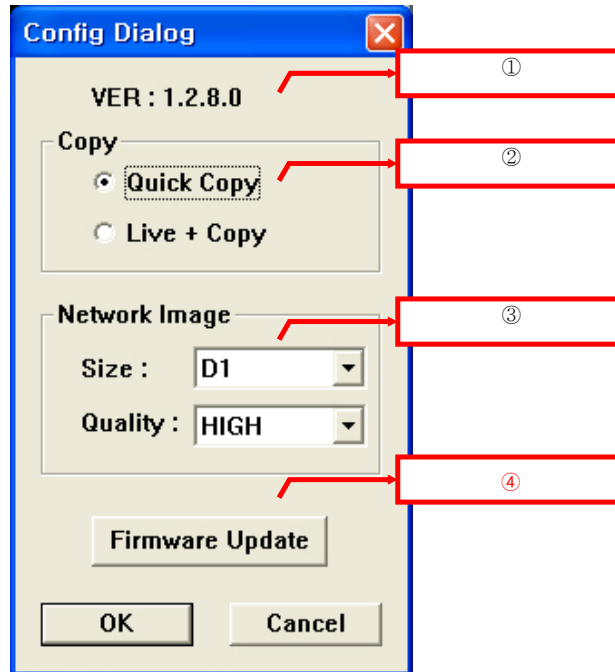 Config Dialog
①
VER : 1.2.8.0
Copy
②
Quick Copy
Live + Copy
Network Image
③
Size : D1
Quality : HIGH
④
Firmware Update
OK Cancel